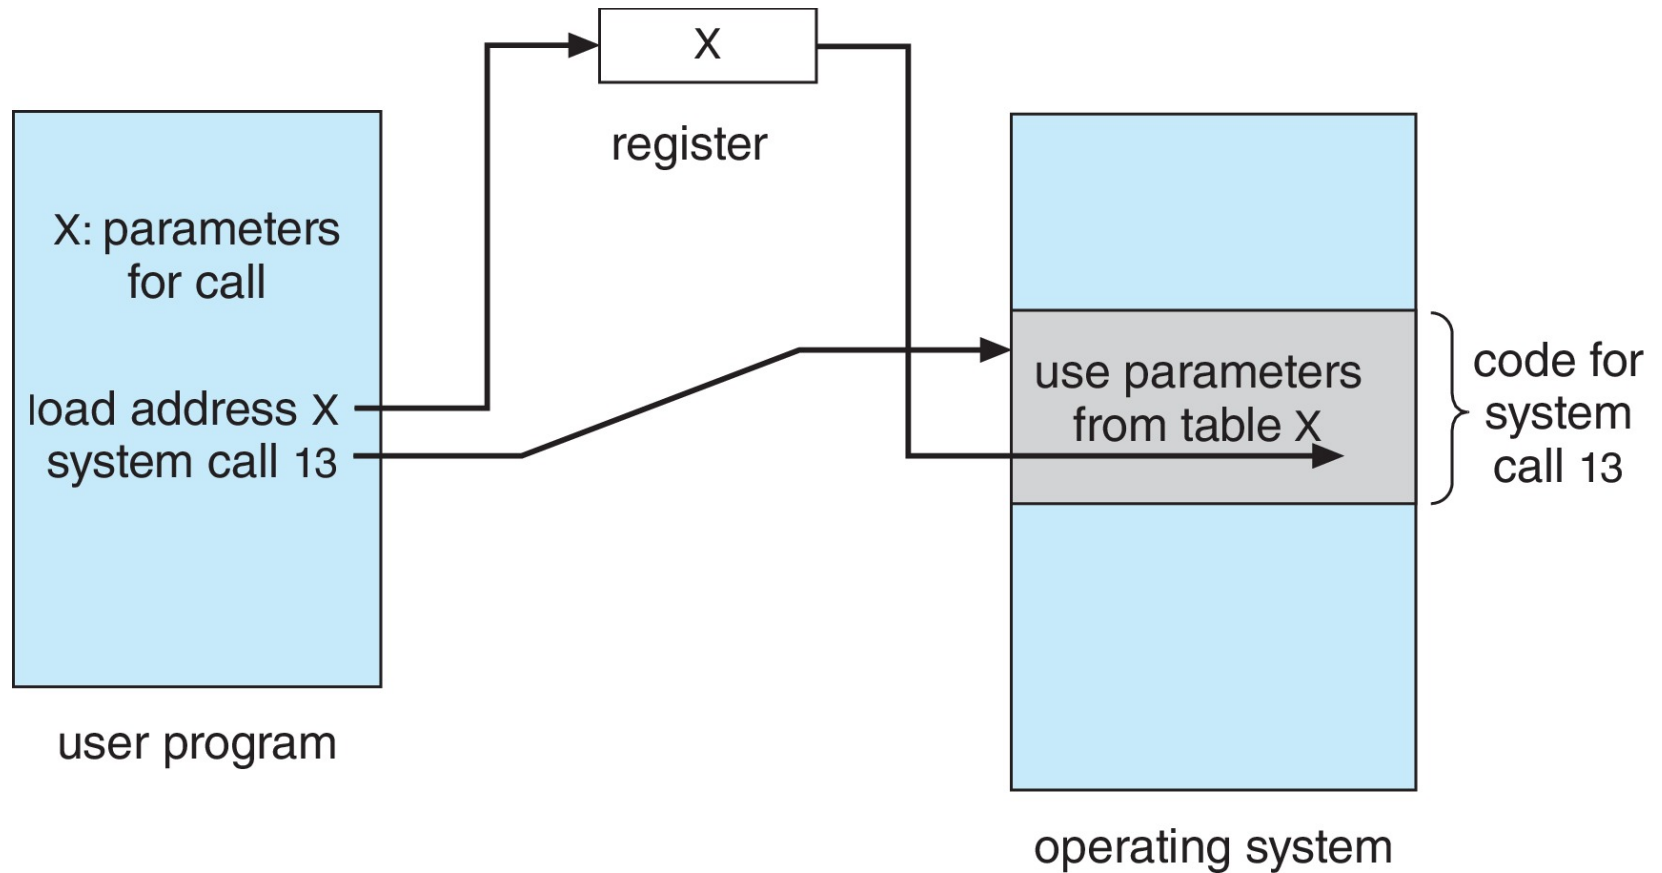 X
register
X: parameters
for call
load address X
system call 13
user program
use parameters
from table X
code for
system
call 13
operating system